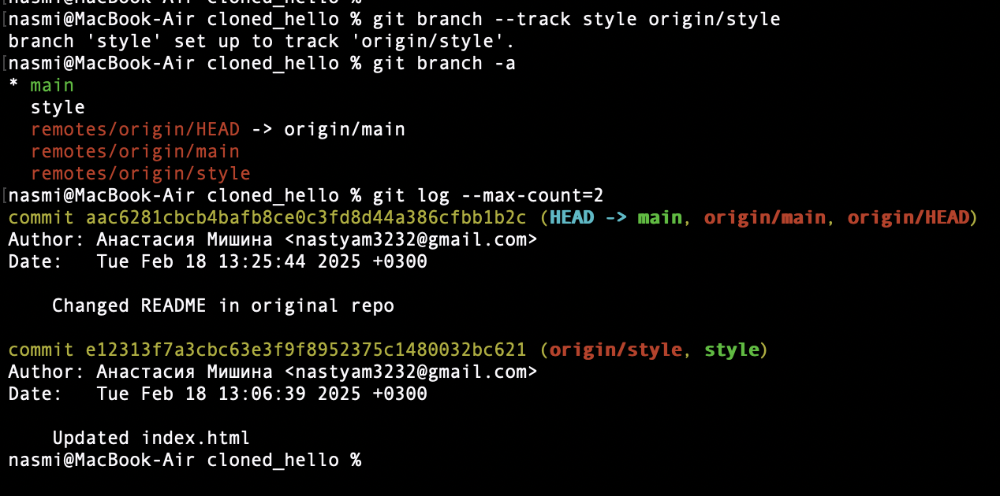 nasmi@MacBook-Air cloned_hello %
[nasmi@MacBook-Air cloned_hello % git branch --track style origin/style
branch 'style' set up to track 'origin/style'.
[nasmi@MacBook-Air cloned_hello % git branch -a
* main
  style
  remotes/origin/HEAD -> origin/main
  remotes/origin/main
  remotes/origin/style
[nasmi@MacBook-Air cloned_hello % git log --max-count=2
commit aac6281cbcb4bafb8ce0c3fd8d44a386cfbb1b2c (HEAD -> main, origin/main, origin/HEAD)
Author: Анастасия Мишина <nastyam3232@gmail.com>
Date:   Tue Feb 18 13:25:44 2025 +0300
    Changed README in original repo
commit e12313f7a3cbc63e3f9f8952375c1480032bc621 (origin/style, style)
Author: Анастасия Мишина <nastyam3232@gmail.com>
Date:   Tue Feb 18 13:06:39 2025 +0300
    Updated index.html
nasmi@MacBook-Air cloned_hello %